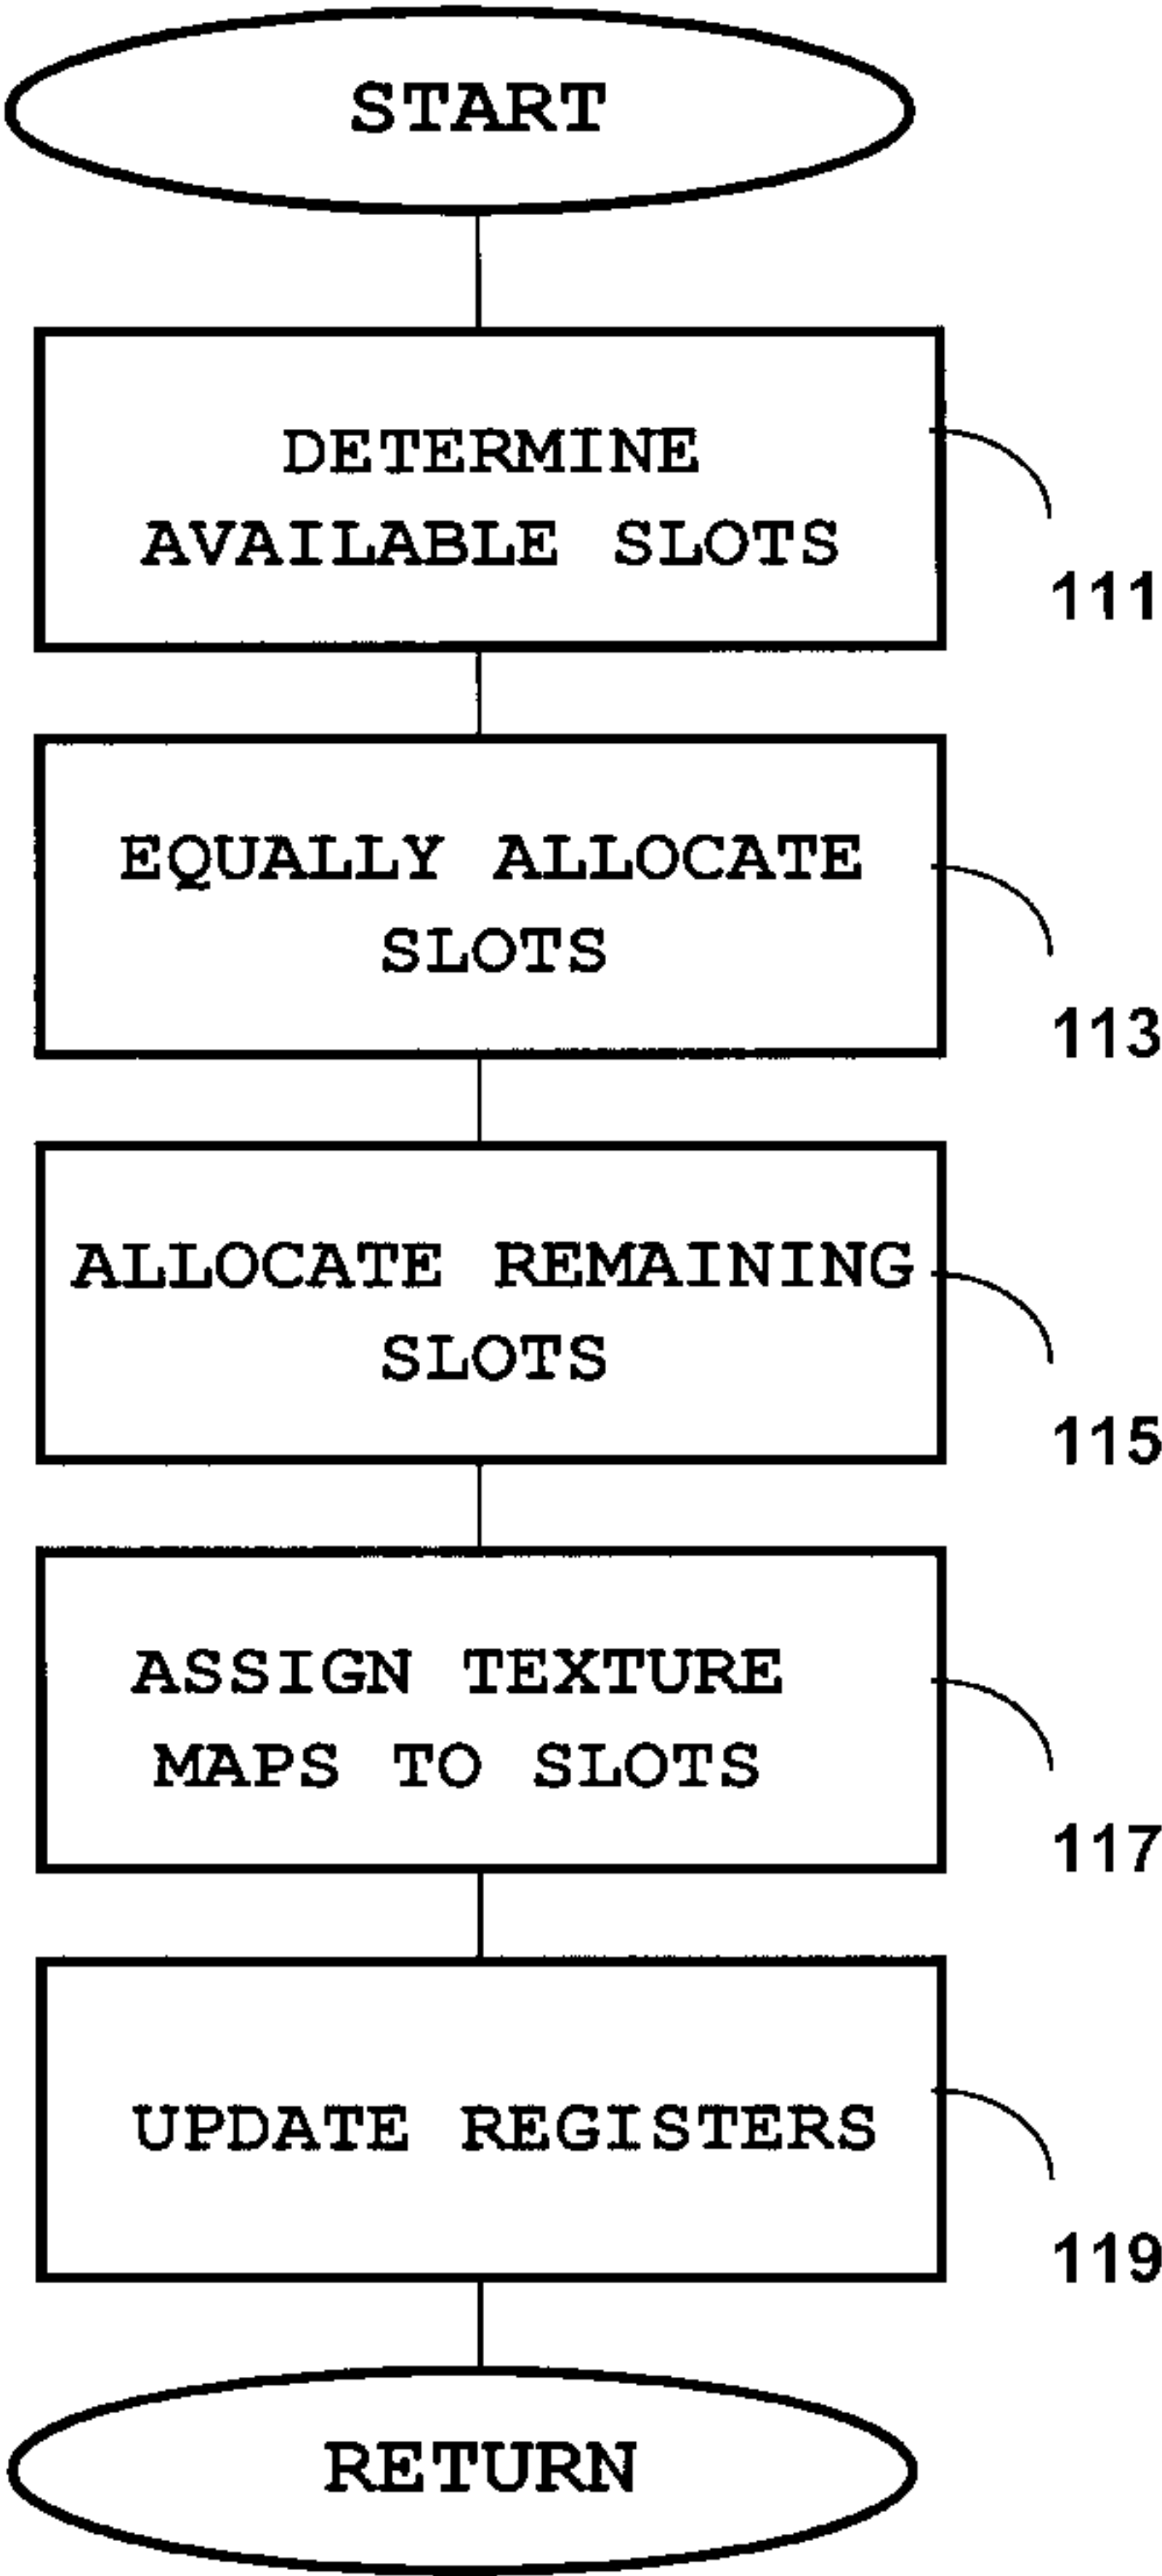 START
DETERMINE
AVAILABLE SLOTS
111
EQUALLY ALLOCATE
SLOTS
113
ALLOCATE REMAINING
SLOTS
115
ASSIGN TEXTURE
MAPS TO SLOTS
117
UPDATE REGISTERS
119
RETURN